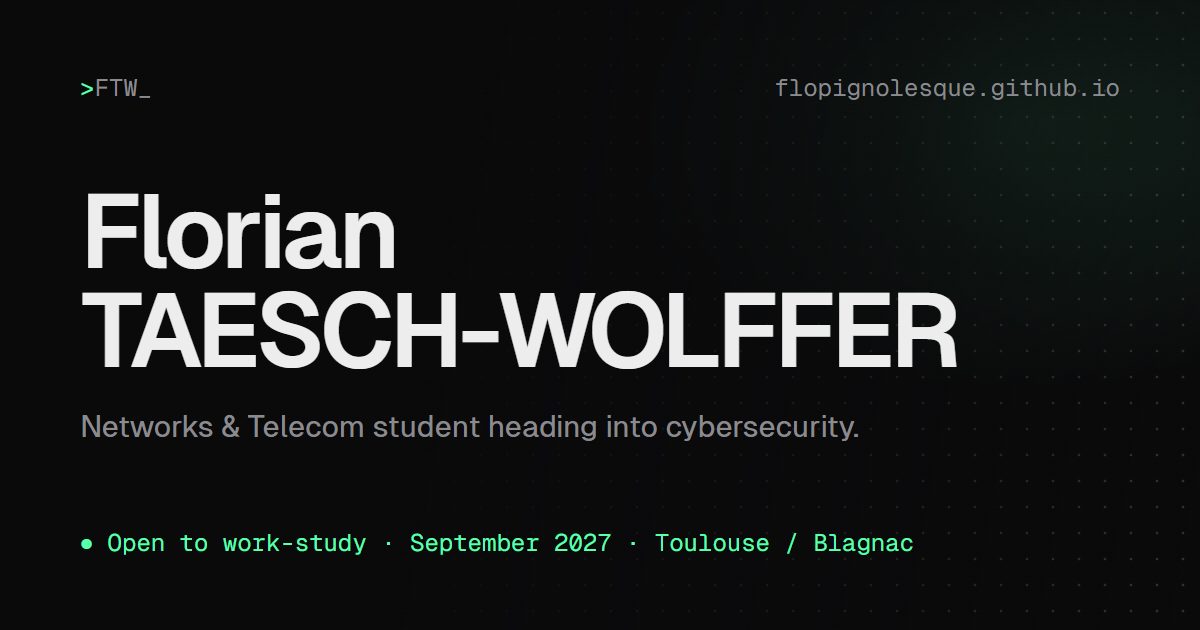 >FTW_
flopignolesque.github.io
Florian
TAESCH-WOLFFER
Networks & Telecom student heading into cybersecurity.
● Open to work-study · September 2027 · Toulouse / Blagnac